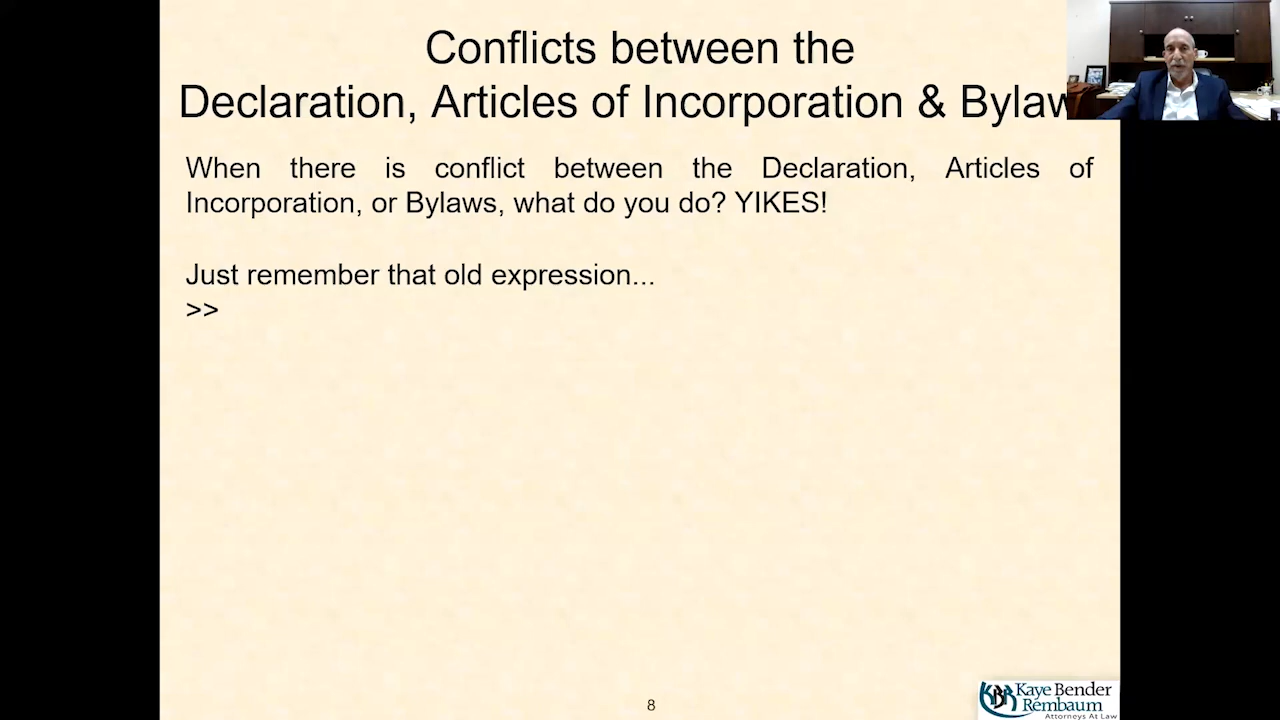 Conflicts between the
Declaration, Articles of Incorporation & Bylaw
When there is conflict between the Declaration, Articles of
Incorporation, or Bylaws, what do you do? YIKES!
Just remember that old expression...
>>
8
KBR Kaye Bender
Rembaum
Attorneys At Law